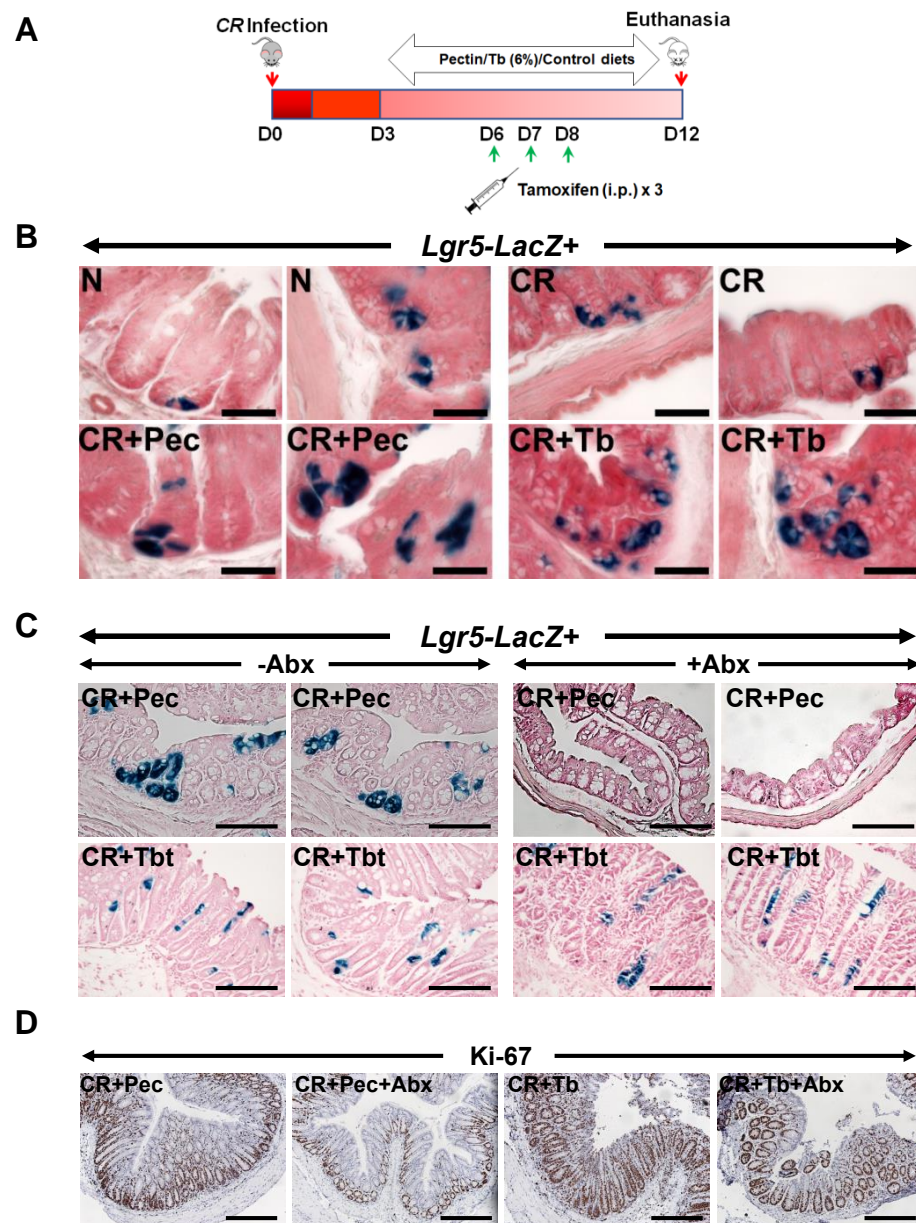 A
CR Infection
Euthanasia
Pectin/Tb (6%)/Control diets
D0 D3 D6 D7 D8 D12
Tamoxifen (i.p.) x 3
B
Lgr5-LacZ+
N N CR CR
CR+Pec CR+Pec CR+Tb CR+Tb
C
Lgr5-LacZ+
-Abx +Abx
CR+Pec CR+Pec CR+Pec CR+Pec
CR+Tbt CR+Tbt CR+Tbt CR+Tbt
D
Ki-67
CR+Pec CR+Pec+Abx CR+Tb CR+Tb+Abx